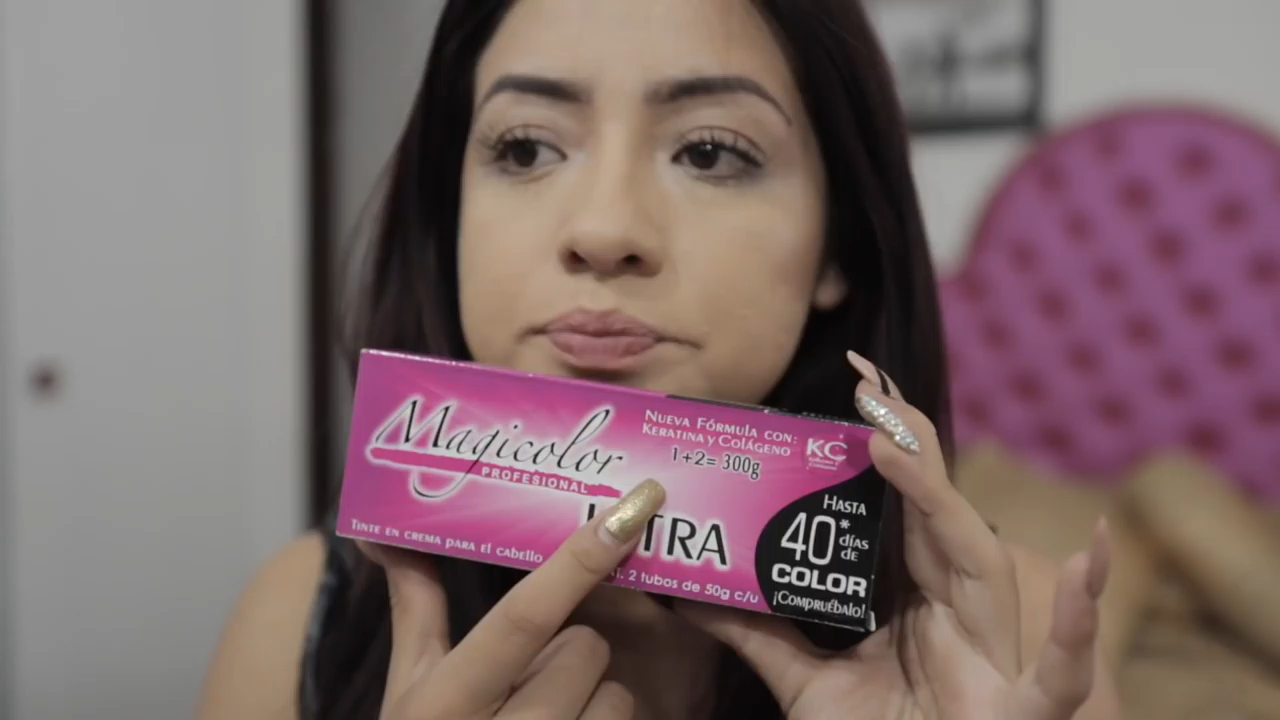 Magicolor
PROFESIONAL
NUEVA FÓRMULA CON:
KERATINA Y COLÁGENO
1+2= 300g
KC
TINTE EN CREMA PARA EL CABELLO
2 tubos de 50g c/u
HASTA
40*
días
de
COLOR
¡COMPRUÉBALO!